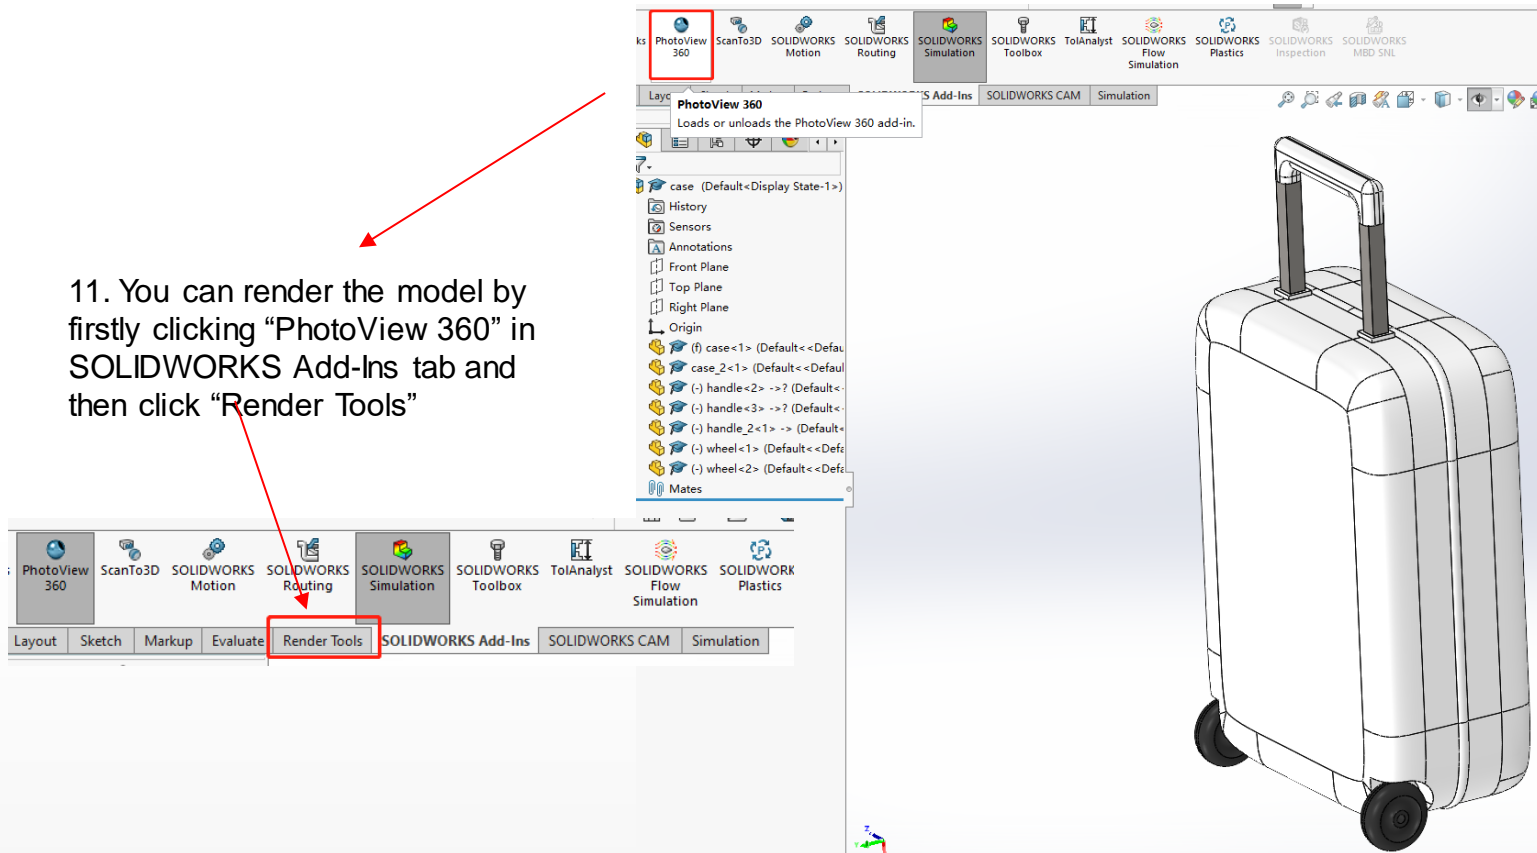 ks PhotoView 360 ScanTo3D SOLIDWORKS Motion SOLIDWORKS Routing SOLIDWORKS Simulation SOLIDWORKS Toolbox TolAnalyst SOLIDWORKS Flow Simulation SOLIDWORKS Plastics SOLIDWORKS Inspection SOLIDWORKS MBD SNL
S Add-Ins SOLIDWORKS CAM Simulation
PhotoView 360
Loads or unloads the PhotoView 360 add-in.
case (Default<Display State-1>)
History
Sensors
Annotations
Front Plane
Top Plane
Right Plane
Origin
(f) case<1> (Default<<Defau
case_2<1> (Default<<Defaul
(-) handle<2> ->? (Default<
(-) handle<3> ->? (Default<
(-) handle_2<1> -> (Default<
(-) wheel<1> (Default<<Defa
(-) wheel<2> (Default<<Defa
Mates
11. You can render the model by
firstly clicking “PhotoView 360” in
SOLIDWORKS Add-Ins tab and
then click “Render Tools”
PhotoView 360 ScanTo3D SOLIDWORKS Motion SOLIDWORKS Routing SOLIDWORKS Simulation SOLIDWORKS Toolbox TolAnalyst SOLIDWORKS Flow Simulation SOLIDWORK Plastics
Layout Sketch Markup Evaluate Render Tools SOLIDWORKS Add-Ins SOLIDWORKS CAM Simulation
Z
Y